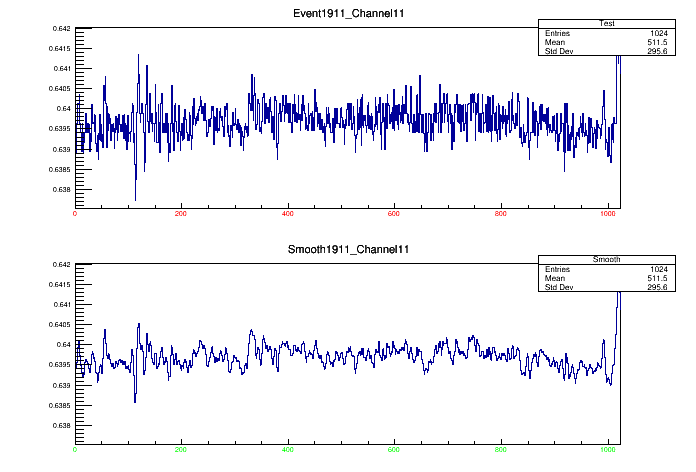 Event1911_Channel11
Test
Entries 1024
Mean 511.5
Std Dev 295.6
0.642
0.6415
0.641
0.6405
0.64
0.6395
0.639
0.6385
0.638
0 200 400 600 800 1000
Smooth1911_Channel11
Smooth
Entries 1024
Mean 511.5
Std Dev 295.6
0.642
0.6415
0.641
0.6405
0.64
0.6395
0.639
0.6385
0.638
0 200 400 600 800 1000